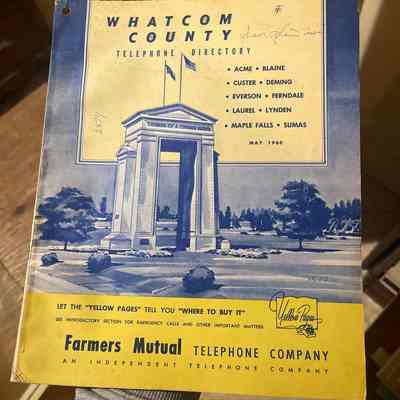 WHATCOM
COUNTY
TELEPHONE DIRECTORY
• ACME • BLAINE
• CUSTER • DEMING
• EVERSON • FERNDALE
• LAUREL • LYNDEN
• MAPLE FALLS • SUMAS
MAY 1960
LET THE "YELLOW PAGES" TELL YOU "WHERE TO BUY IT"
SEE INTRODUCTORY SECTION FOR EMERGENCY CALLS AND OTHER IMPORTANT MATTERS
Yellow Pages
Farmers Mutual TELEPHONE COMPANY
AN INDEPENDENT TELEPHONE COMPANY